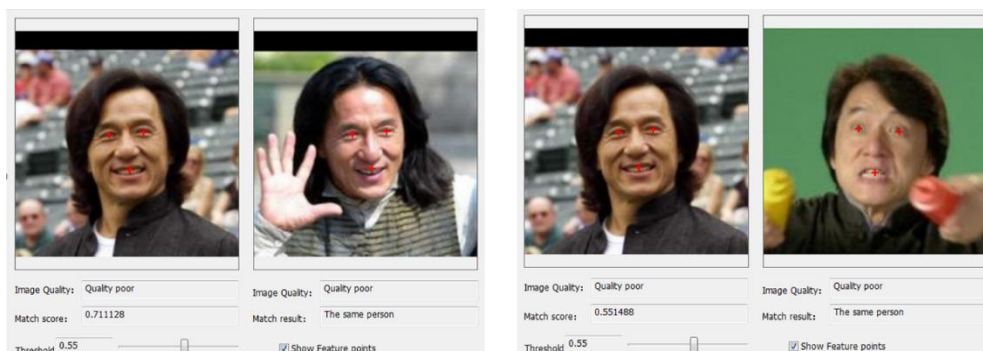 Image Quality: Quality poor Image Quality: Quality poor
Match score: 0.711128 Match result: The same person
Threshold 0.55 Show Feature points
Image Quality: Quality poor Image Quality: Quality poor
Match score: 0.551488 Match result: The same person
Threshold 0.55 Show Feature points